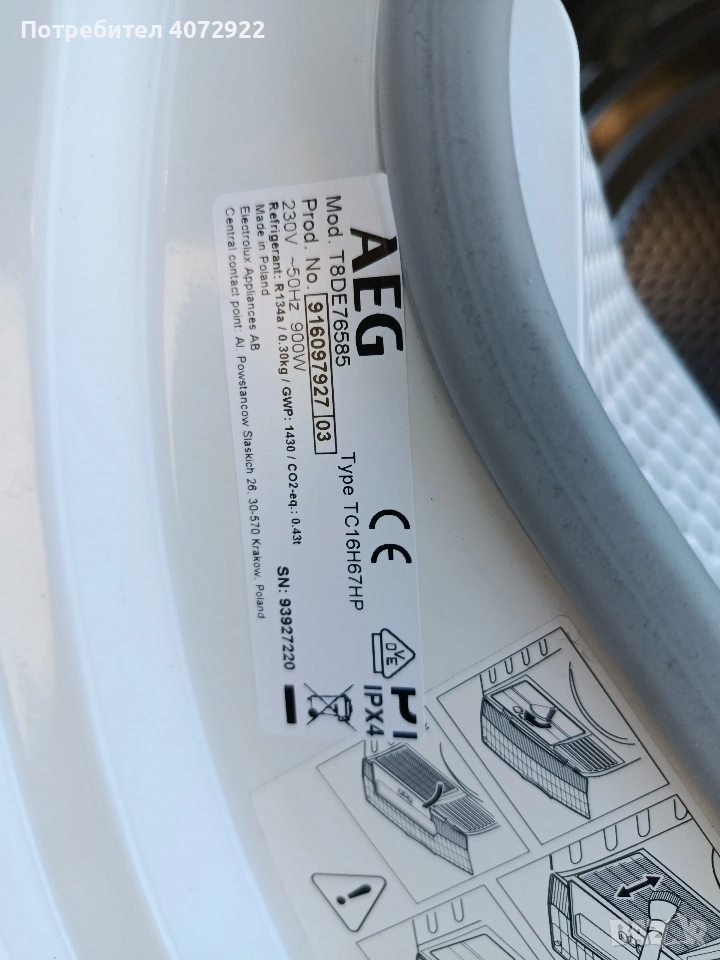 Потребител 4072922
AEG
Mod. T8DE76585
Type TC16H67HP
Prod. No. 916097927 03
230V ~50Hz 900W
Refrigerant: R134a / 0.30kg / GWP: 1430 / CO2-eq.: 0.43t
Made in Poland
SN: 93927220
Electrolux Appliances AB
Central contact point: Al. Powstancow Slaskich 26, 30-570 Krakow, Poland
CE
DVE
IPX4